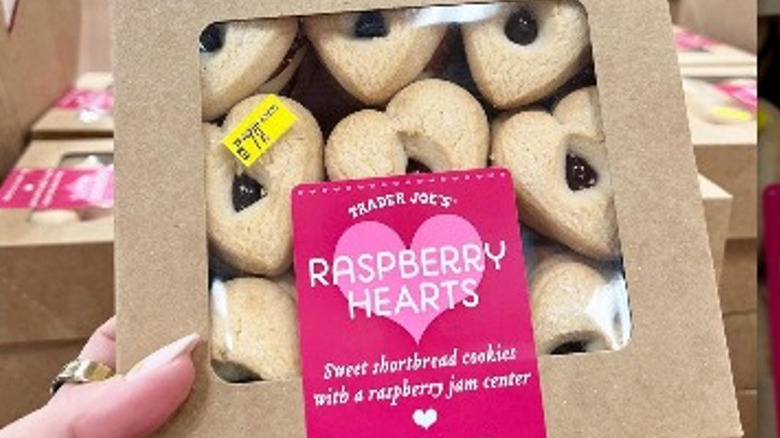 TRADER JOE'S
RASPBERRY
HEARTS
Sweet shortbread cookies
with a raspberry jam center